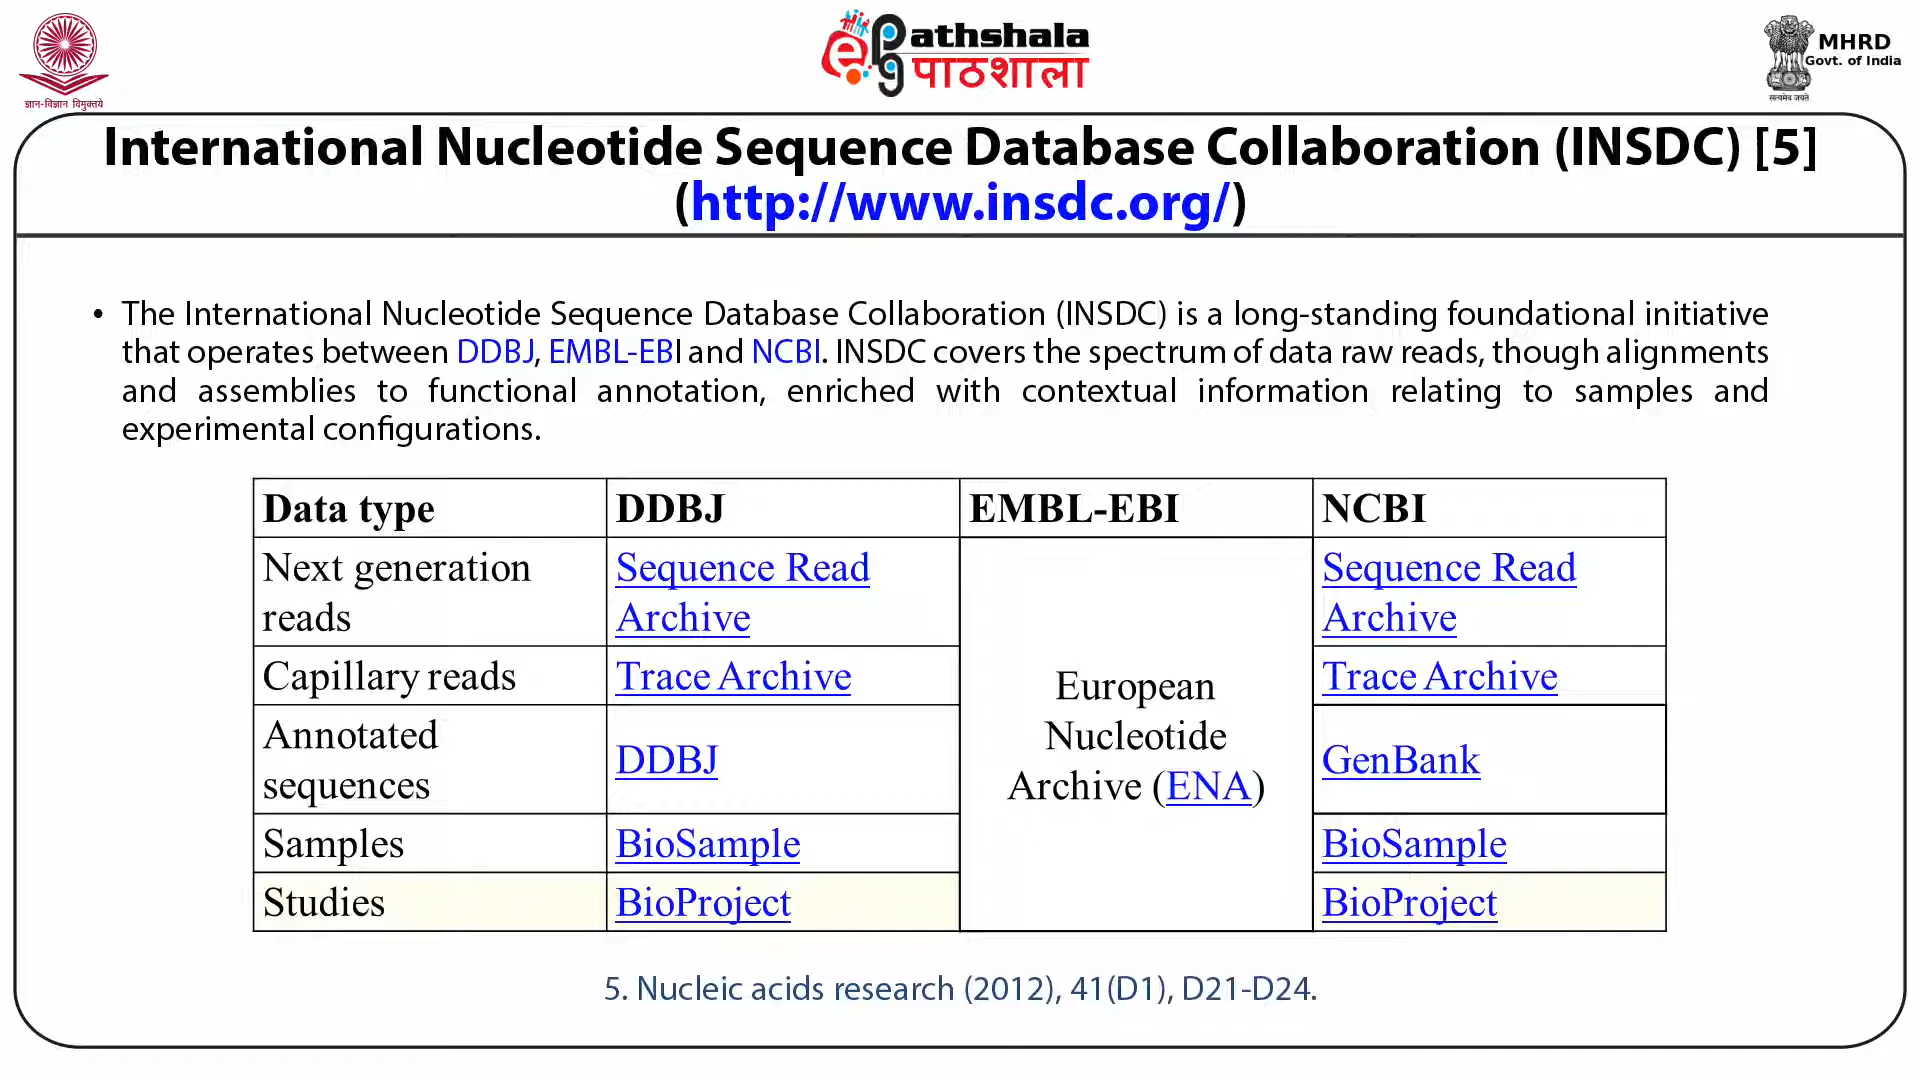 ज्ञान-विज्ञान विमुक्तये
ePathshala
पाठशाला
MHRD
Govt. of India
सत्यमेव जयते
International Nucleotide Sequence Database Collaboration (INSDC) [5]
(http://www.insdc.org/)
• The International Nucleotide Sequence Database Collaboration (INSDC) is a long-standing foundational initiative
that operates between DDBJ, EMBL-EBI and NCBI. INSDC covers the spectrum of data raw reads, though alignments
and assemblies to functional annotation, enriched with contextual information relating to samples and
experimental configurations.
Data type DDBJ EMBL-EBI NCBI
Next generation
reads
Sequence Read
Archive
European
Nucleotide
Archive (ENA)
Sequence Read
Archive
Capillary reads Trace Archive Trace Archive
Annotated
sequences
DDBJ GenBank
Samples BioSample BioSample
Studies BioProject BioProject
5. Nucleic acids research (2012), 41(D1), D21-D24.